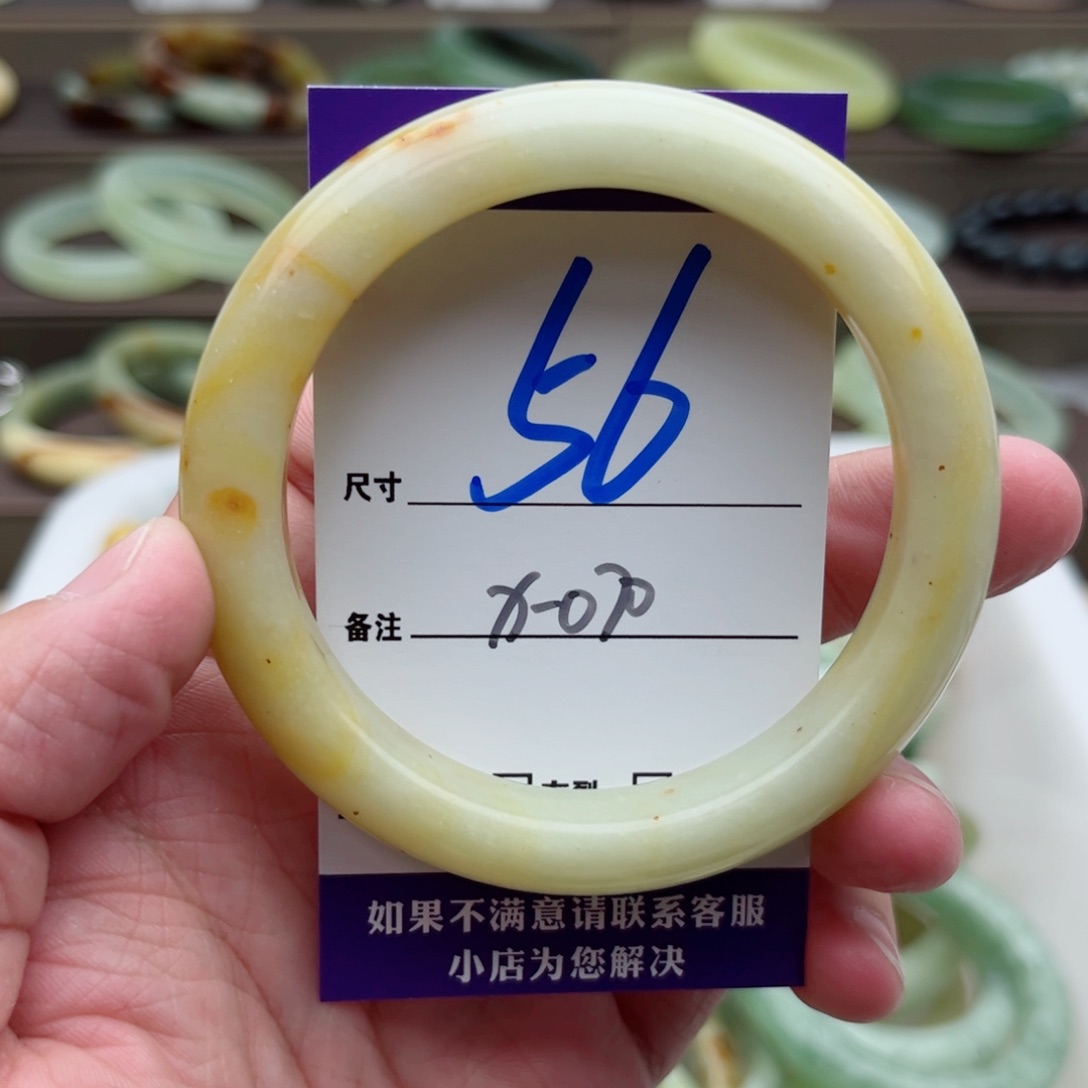 尺寸 56
备注
如果不满意请联系客服
小店为您解决